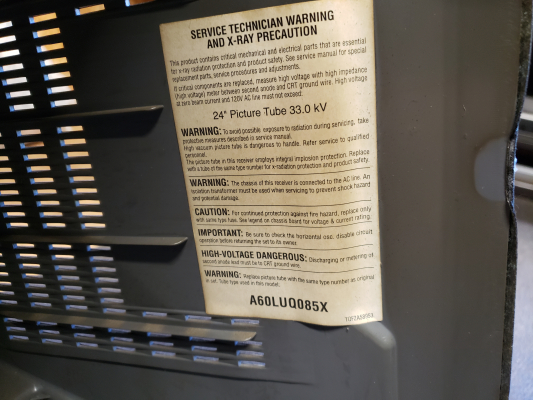 SERVICE TECHNICIAN WARNING
AND X-RAY PRECAUTION
This product contains critical mechanical and electrical parts that are essential
for x-ray radiation protection and product safety. See service manual for special
replacement parts, service procedures and adjustments.
If critical components are replaced, measure high voltage with high impedance
(high voltage) meter between second anode and CRT ground wire. High voltage
at zero beam current and 120V AC line must not exceed.
24" Picture Tube 33.0 kV
WARNING: To avoid possible exposure to radiation during servicing, take
protective measures described in service manual.
High vacuum picture tube is dangerous to handle. Refer service to qualified
personnel.
The picture tube in this receiver employs integral implosion protection. Replace
with a tube of the same type number for x-radiation protection and product safety.
WARNING: The chassis of this receiver is connected to the AC line. An
isolation transformer must be used when servicing to prevent shock hazard
and potential damage.
CAUTION: For continued protection against fire hazard, replace only
with same type fuse. See legend on chassis board for voltage & current rating.
IMPORTANT: Be sure to check the horizontal osc. disable circuit
operation before returning the set to its owner.
HIGH-VOLTAGE DANGEROUS: Discharging or metering of
second anode lead must be to CRT ground wire.
WARNING: Replace picture tube with the same type number as original
in set. Tube type used in this model.
A60LUQ085X